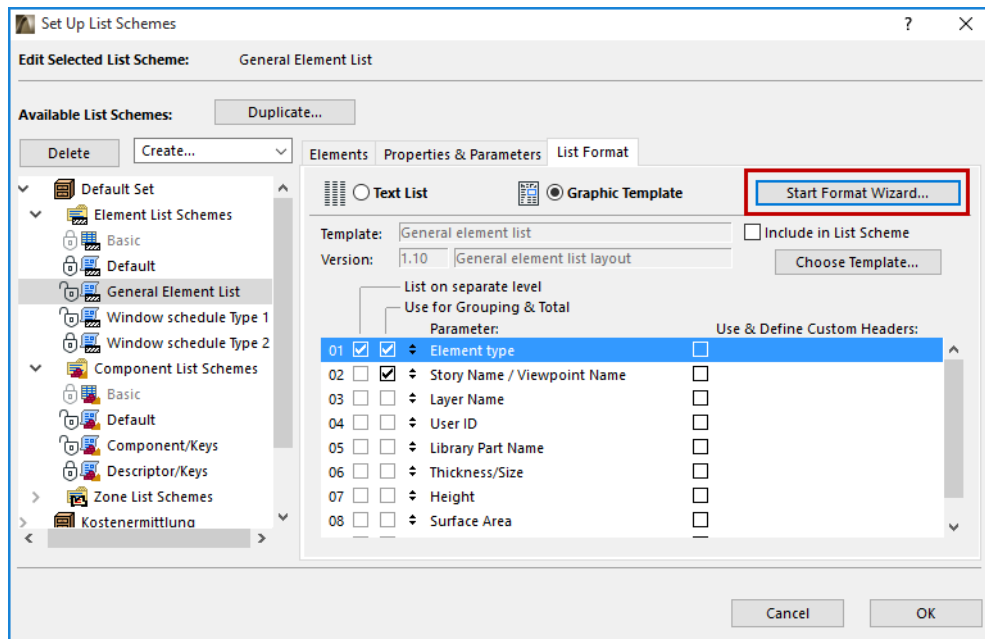 Set Up List Schemes
?
Edit Selected List Scheme: General Element List
Available List Schemes: Duplicate...
Delete Create...
Elements Properties & Parameters List Format
Default Set
Element List Schemes
Basic
Default
General Element List
Window schedule Type 1
Window schedule Type 2
Component List Schemes
Basic
Default
Component/Keys
Descriptor/Keys
Zone List Schemes
Kostenermittlung
Text List Graphic Template Start Format Wizard...
Template: General element list Include in List Scheme
Version: 1.10 General element list layout Choose Template...
List on separate level
Use for Grouping & Total
Parameter: Use & Define Custom Headers:
01 Element type
02 Story Name / Viewpoint Name
03 Layer Name
04 User ID
05 Library Part Name
06 Thickness/Size
07 Height
08 Surface Area
Cancel OK